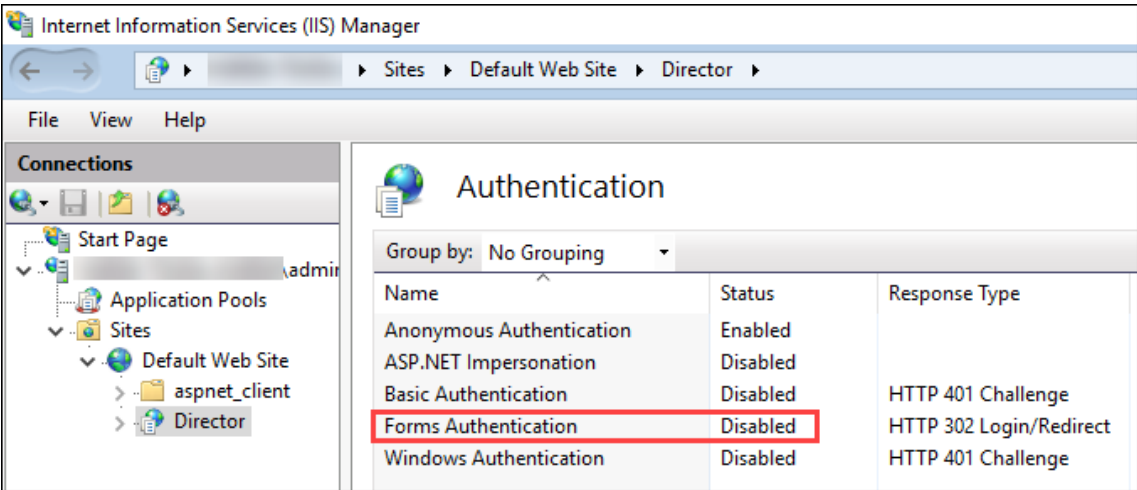 Internet Information Services (IIS) Manager
Sites Default Web Site Director
File View Help
Connections
Start Page
\admin
Application Pools
Sites
Default Web Site
aspnet_client
Director
Authentication
Group by: No Grouping
Name Status Response Type
Anonymous Authentication Enabled
ASP.NET Impersonation Disabled
Basic Authentication Disabled HTTP 401 Challenge
Forms Authentication Disabled HTTP 302 Login/Redirect
Windows Authentication Disabled HTTP 401 Challenge